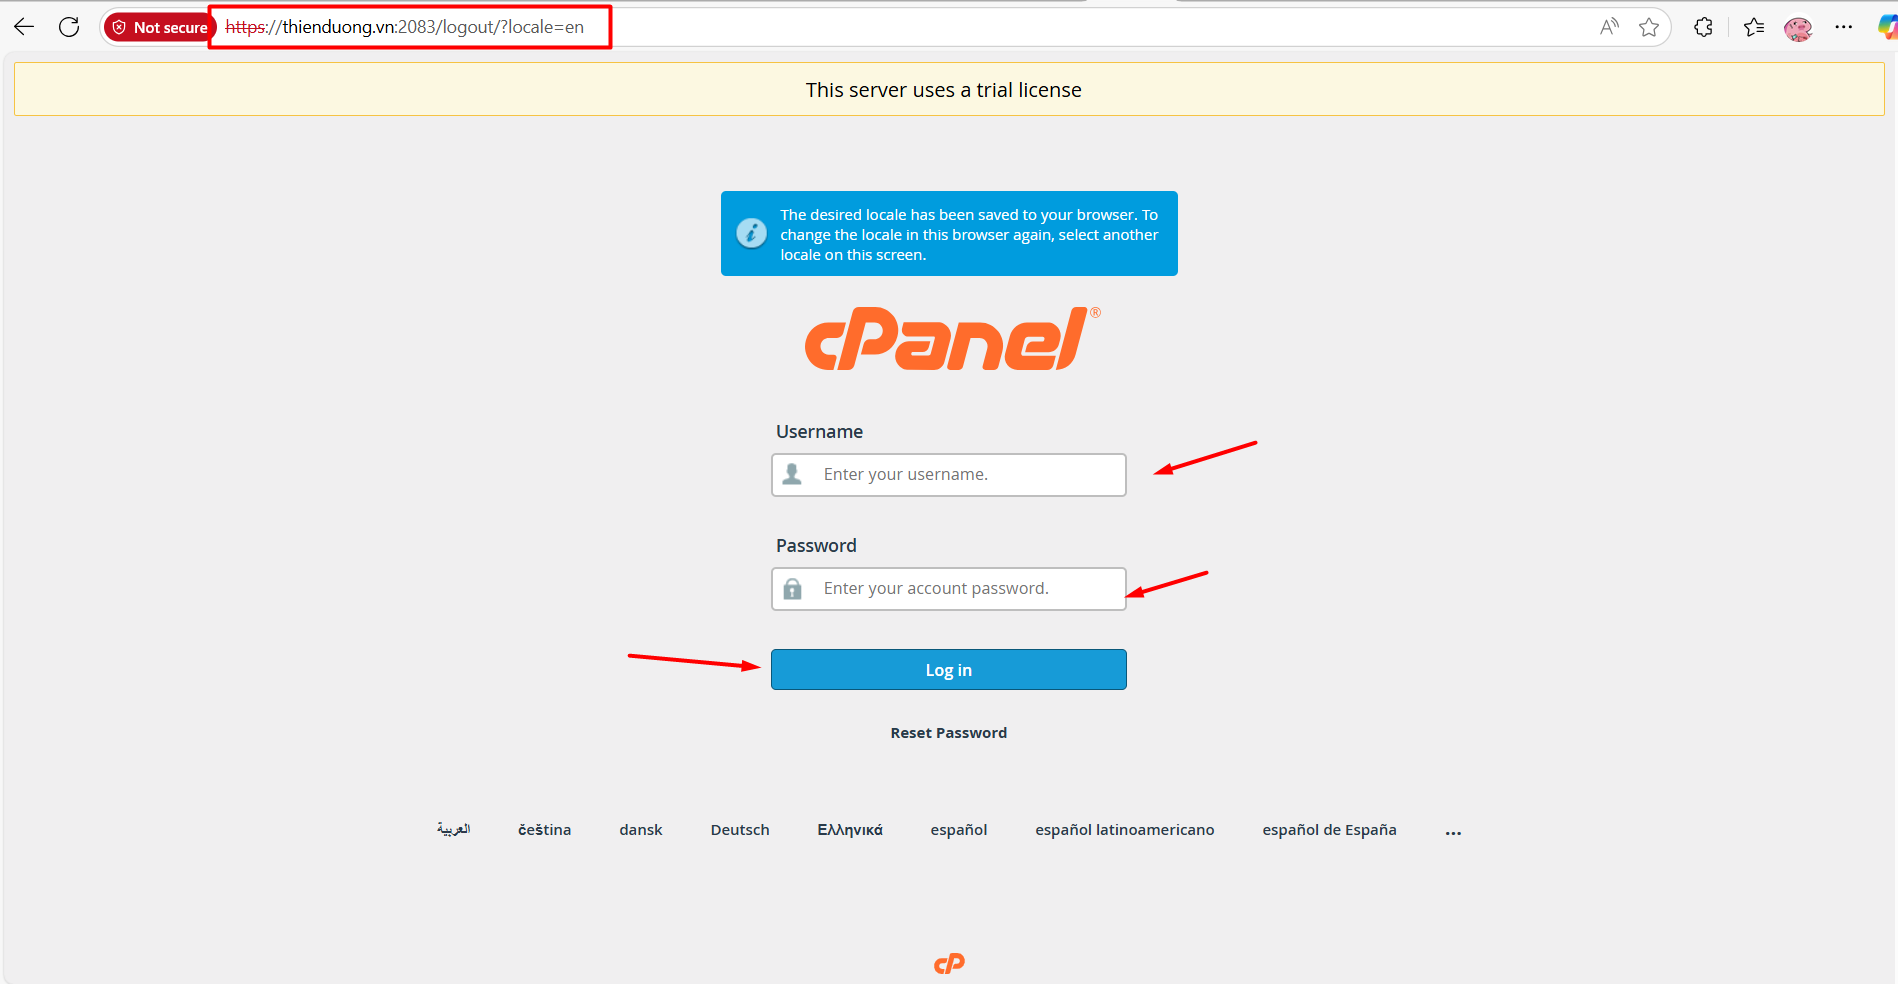 Not secure https://thienduong.vn:2083/logout/?locale=en
This server uses a trial license
The desired locale has been saved to your browser. To
change the locale in this browser again, select another
locale on this screen.
cPanel®
Username
Enter your username.
Password
Enter your account password.
Log in
Reset Password
العربية čeština dansk Deutsch Ελληνικά español español latinoamericano español de España ...
cP